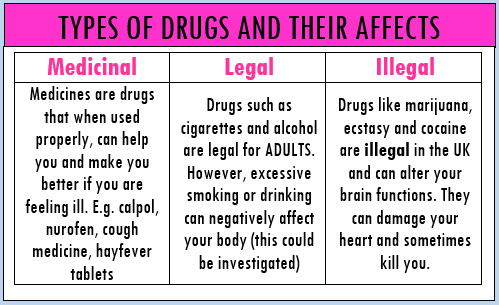 TYPES OF DRUGS AND THEIR AFFECTS
Medicinal
Medicines are drugs
that when used
properly, can help
you and make you
better if you are
feeling ill. E.g. calpol,
nurofen, cough
medicine, hayfever
tablets
Legal
Drugs such as
cigarettes and alcohol
are legal for ADULTS.
However, excessive
smoking or drinking
can negatively affect
your body (this could
be investigated)
Illegal
Drugs like marijuana,
ecstasy and cocaine
are illegal in the UK
and can alter your
brain functions. They
can damage your
heart and sometimes
kill you.